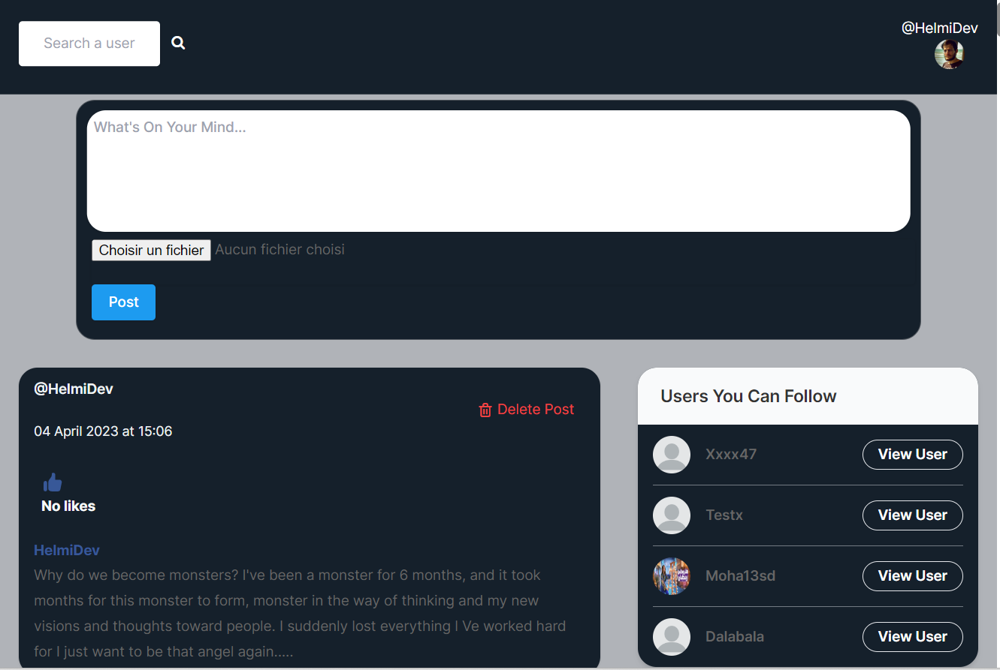 Search a user
@HelmiDev
What's On Your Mind...
Choisir un fichier Aucun fichier choisi
Post
@HelmiDev
Delete Post
04 April 2023 at 15:06
No likes
HelmiDev
Why do we become monsters? I've been a monster for 6 months, and it took
months for this monster to form, monster in the way of thinking and my new
visions and thoughts toward people. I suddenly lost everything I Ve worked hard
for I just want to be that angel again.....
Users You Can Follow
Xxxx47 View User
Testx View User
Moha13sd View User
Dalabala View User